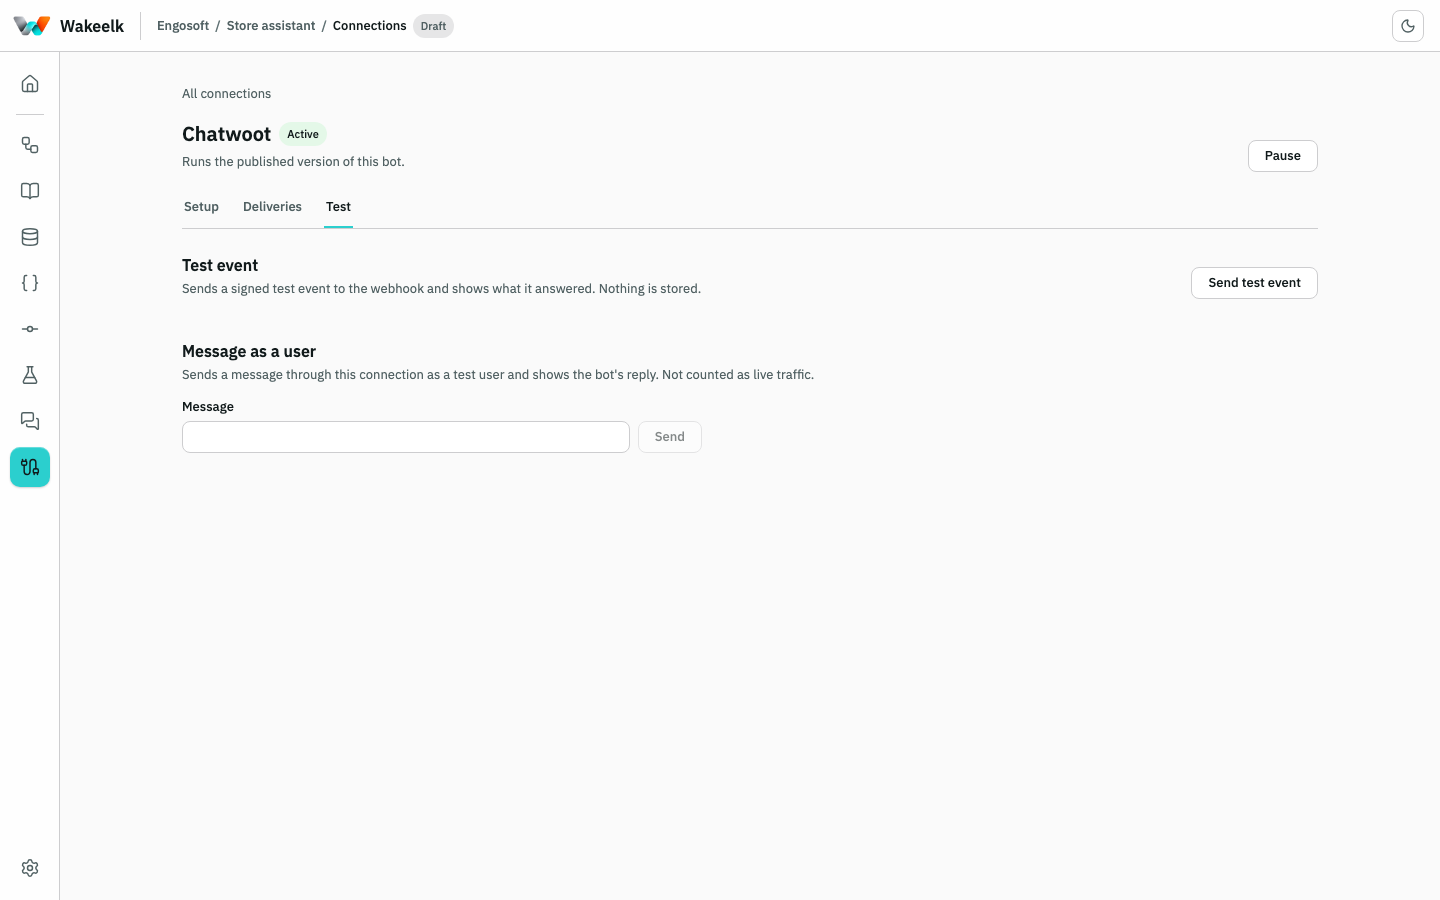 Wakeelk
Engosoft / Store assistant / Connections Draft
All connections
Chatwoot Active
Runs the published version of this bot.
Pause
Setup Deliveries Test
Test event
Sends a signed test event to the webhook and shows what it answered. Nothing is stored.
Send test event
Message as a user
Sends a message through this connection as a test user and shows the bot's reply. Not counted as live traffic.
Message
Send